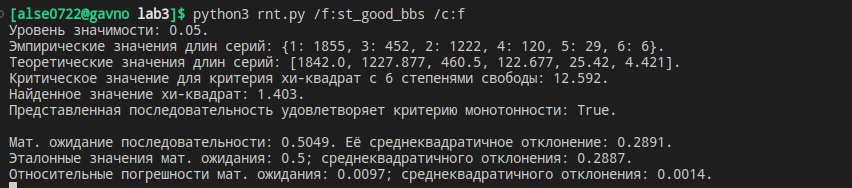 [alse0722@gavno lab3]$ python3 rnt.py /f:st_good_bbs /c:f
Уровень значимости: 0.05.
Эмпирические значения длин серий: {1: 1855, 3: 452, 2: 1222, 4: 120, 5: 29, 6: 6}.
Теоретические значения длин серий: [1842.0, 1227.877, 460.5, 122.677, 25.42, 4.421].
Критическое значение для критерия хи-квадрат с 6 степенями свободы: 12.592.
Найденное значение хи-квадрат: 1.403.
Представленная последовательность удовлетворяет критерию монотонности: True.
Мат. ожидание последовательности: 0.5049. Её среднеквадратичное отклонение: 0.2891.
Эталонные значения мат. ожидания: 0.5; среднеквадратичного отклонения: 0.2887.
Относительные погрешности мат. ожидания: 0.0097; среднеквадратичного отклонения: 0.0014.